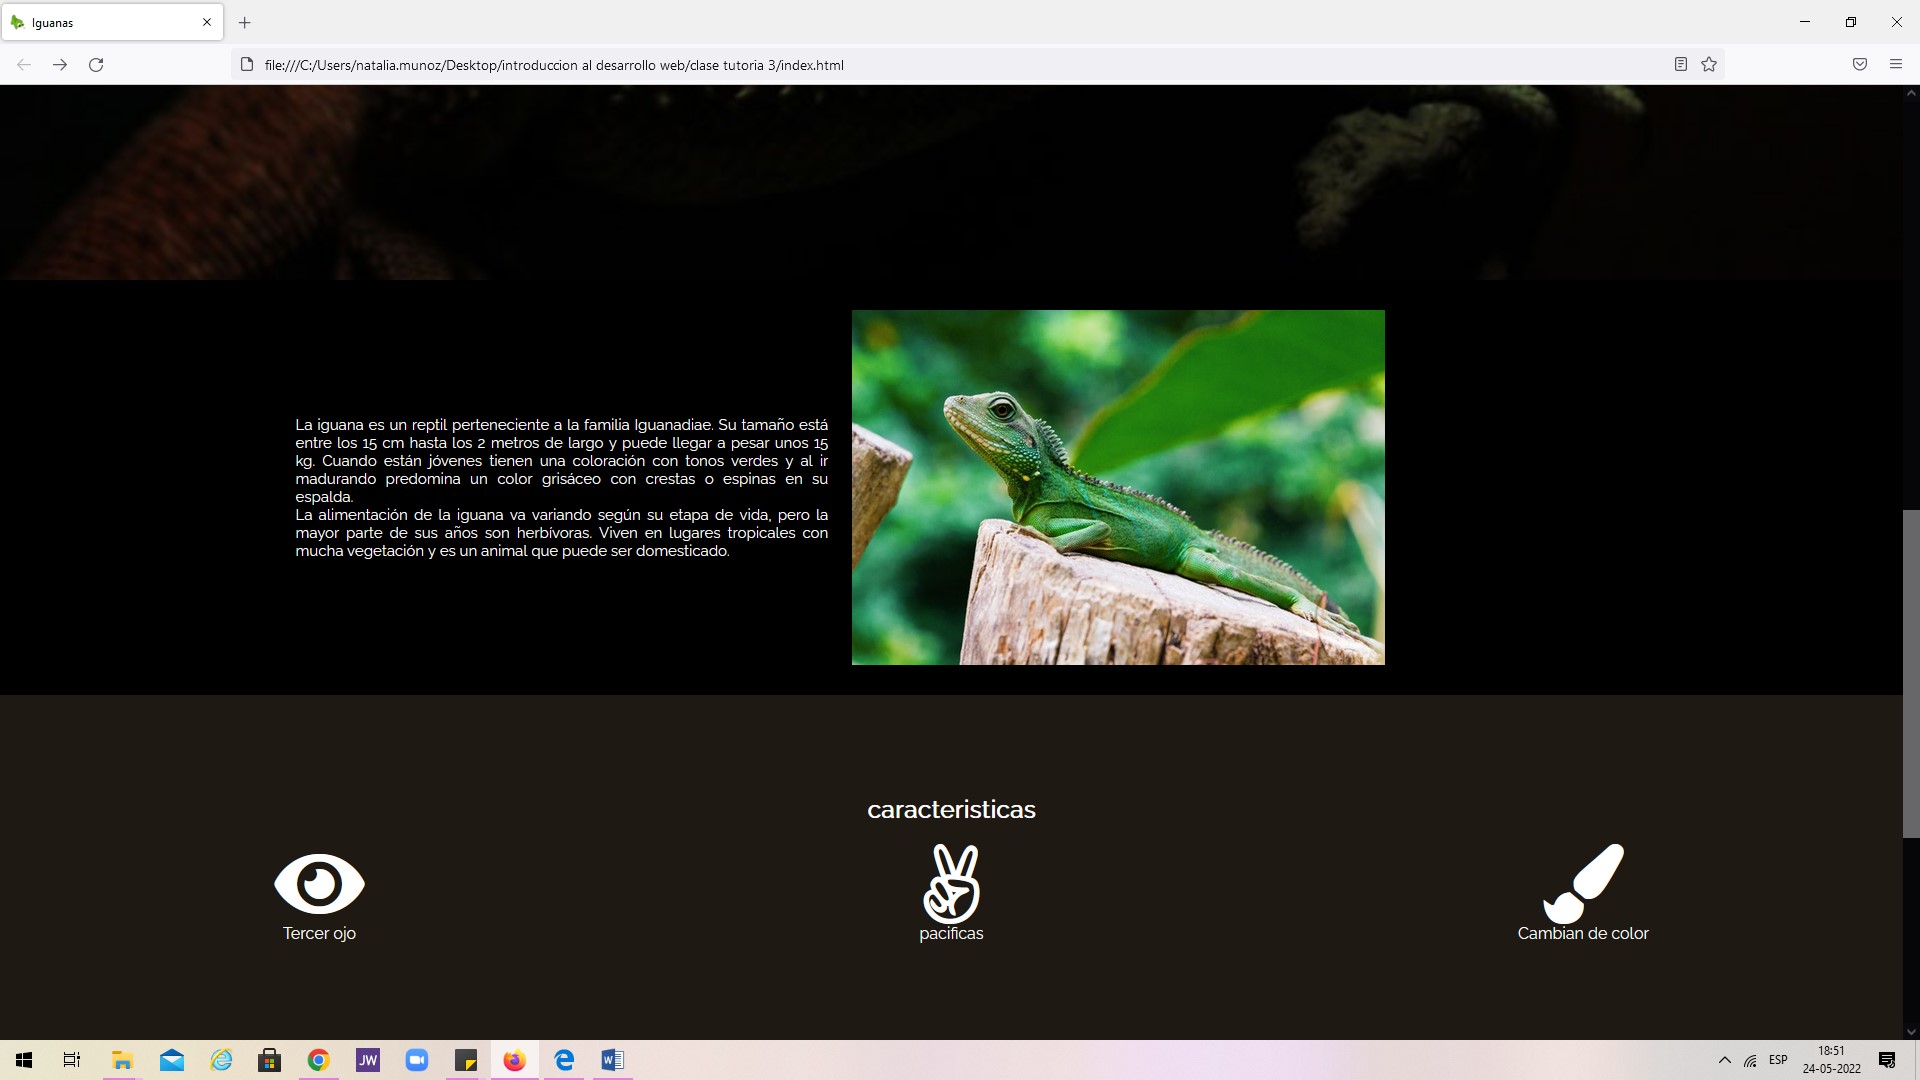 Iguanas
file:///C:/Users/natalia.munoz/Desktop/introduccion al desarrollo web/clase tutoria 3/index.html
La iguana es un reptil perteneciente a la familia Iguanadiae. Su tamaño está
entre los 15 cm hasta los 2 metros de largo y puede llegar a pesar unos 15
kg. Cuando están jóvenes tienen una coloración con tonos verdes y al ir
madurando predomina un color grisáceo con crestas o espinas en su
espalda.
La alimentación de la iguana va variando según su etapa de vida, pero la
mayor parte de sus años son herbívoras. Viven en lugares tropicales con
mucha vegetación y es un animal que puede ser domesticado.
caracteristicas
Tercer ojo
pacificas
Cambian de color
JW
ESP
18:51
24-05-2022